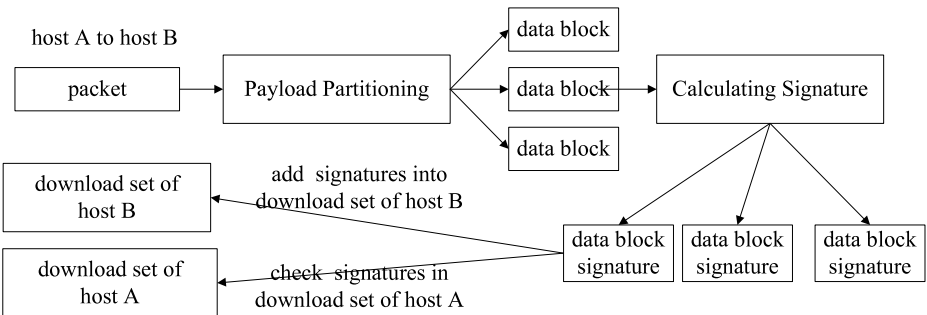 host A to host B
packet
Payload Partitioning
data block
data block
data block
Calculating Signature
download set of
host B
add signatures into
download set of host B
data block
signature
data block
signature
data block
signature
download set of
host A
check signatures in
download set of host A